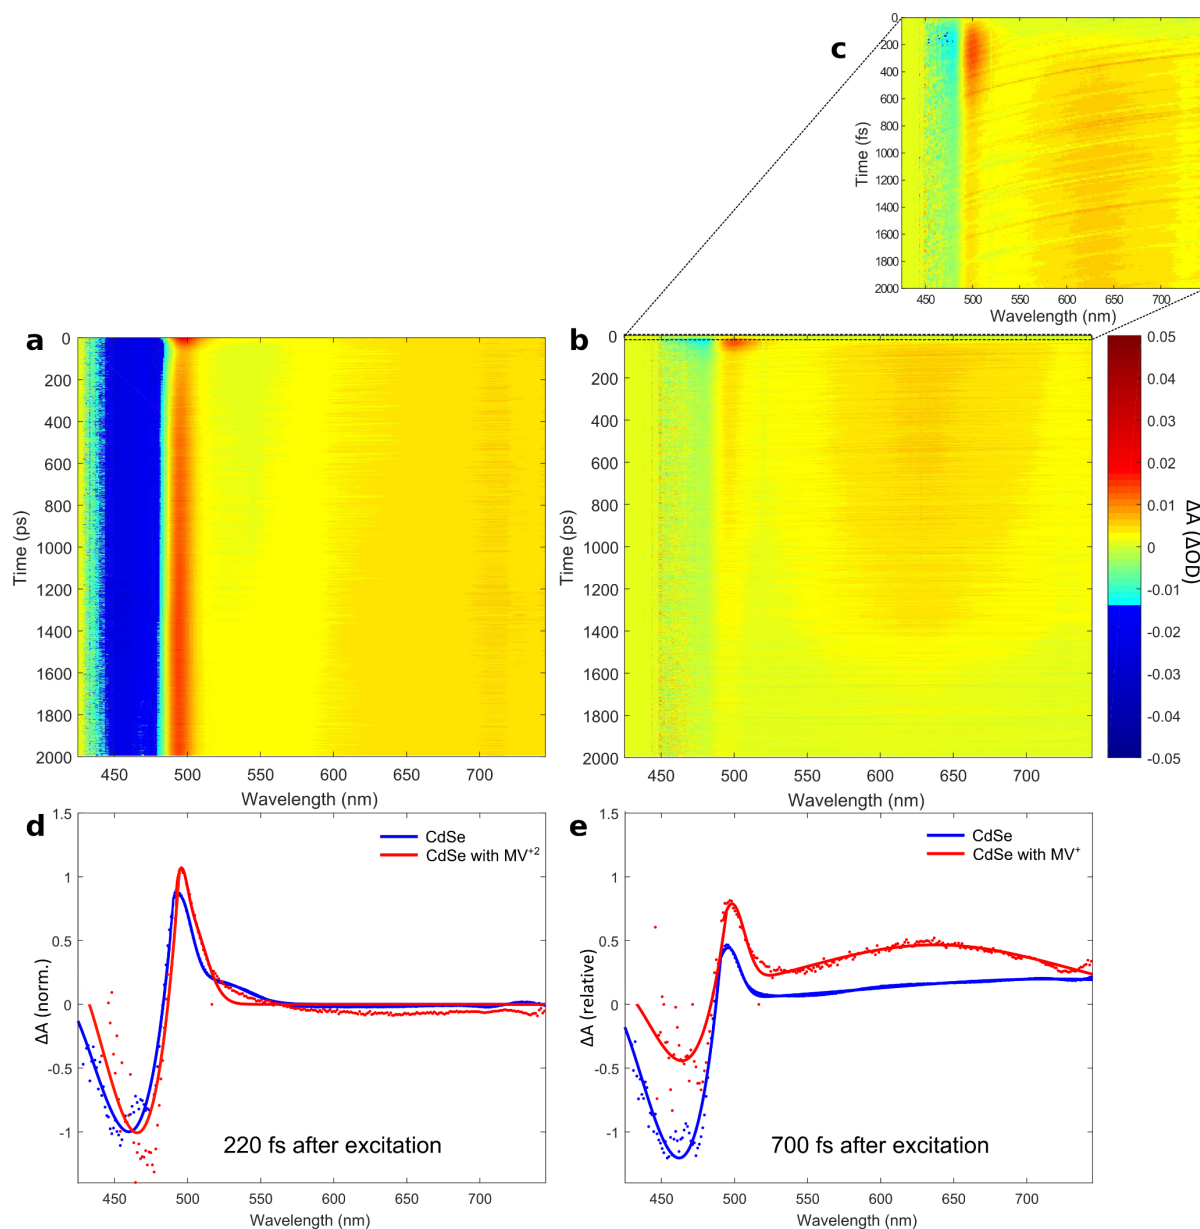 c
0
200
400
600
800
1000
1200
1400
1600
1800
2000
Time (fs)
450 500 550 600 650 700
Wavelength (nm)
a
0
200
400
600
800
1000
1200
1400
1600
1800
2000
Time (ps)
450 500 550 600 650 700
Wavelength (nm)
b
0
200
400
600
800
1000
1200
1400
1600
1800
2000
Time (ps)
450 500 550 600 650 700
Wavelength (nm)
0.05
0.04
0.03
0.02
0.01
0
-0.01
-0.02
-0.03
-0.04
-0.05
ΔA (ΔOD)
d
1.5
1
0.5
0
-0.5
-1
ΔA (norm.)
CdSe
CdSe with MV+2
220 fs after excitation
450 500 550 600 650 700
Wavelength (nm)
e
1.5
1
0.5
0
-0.5
-1
ΔA (relative)
CdSe
CdSe with MV+
700 fs after excitation
450 500 550 600 650 700
Wavelength (nm)